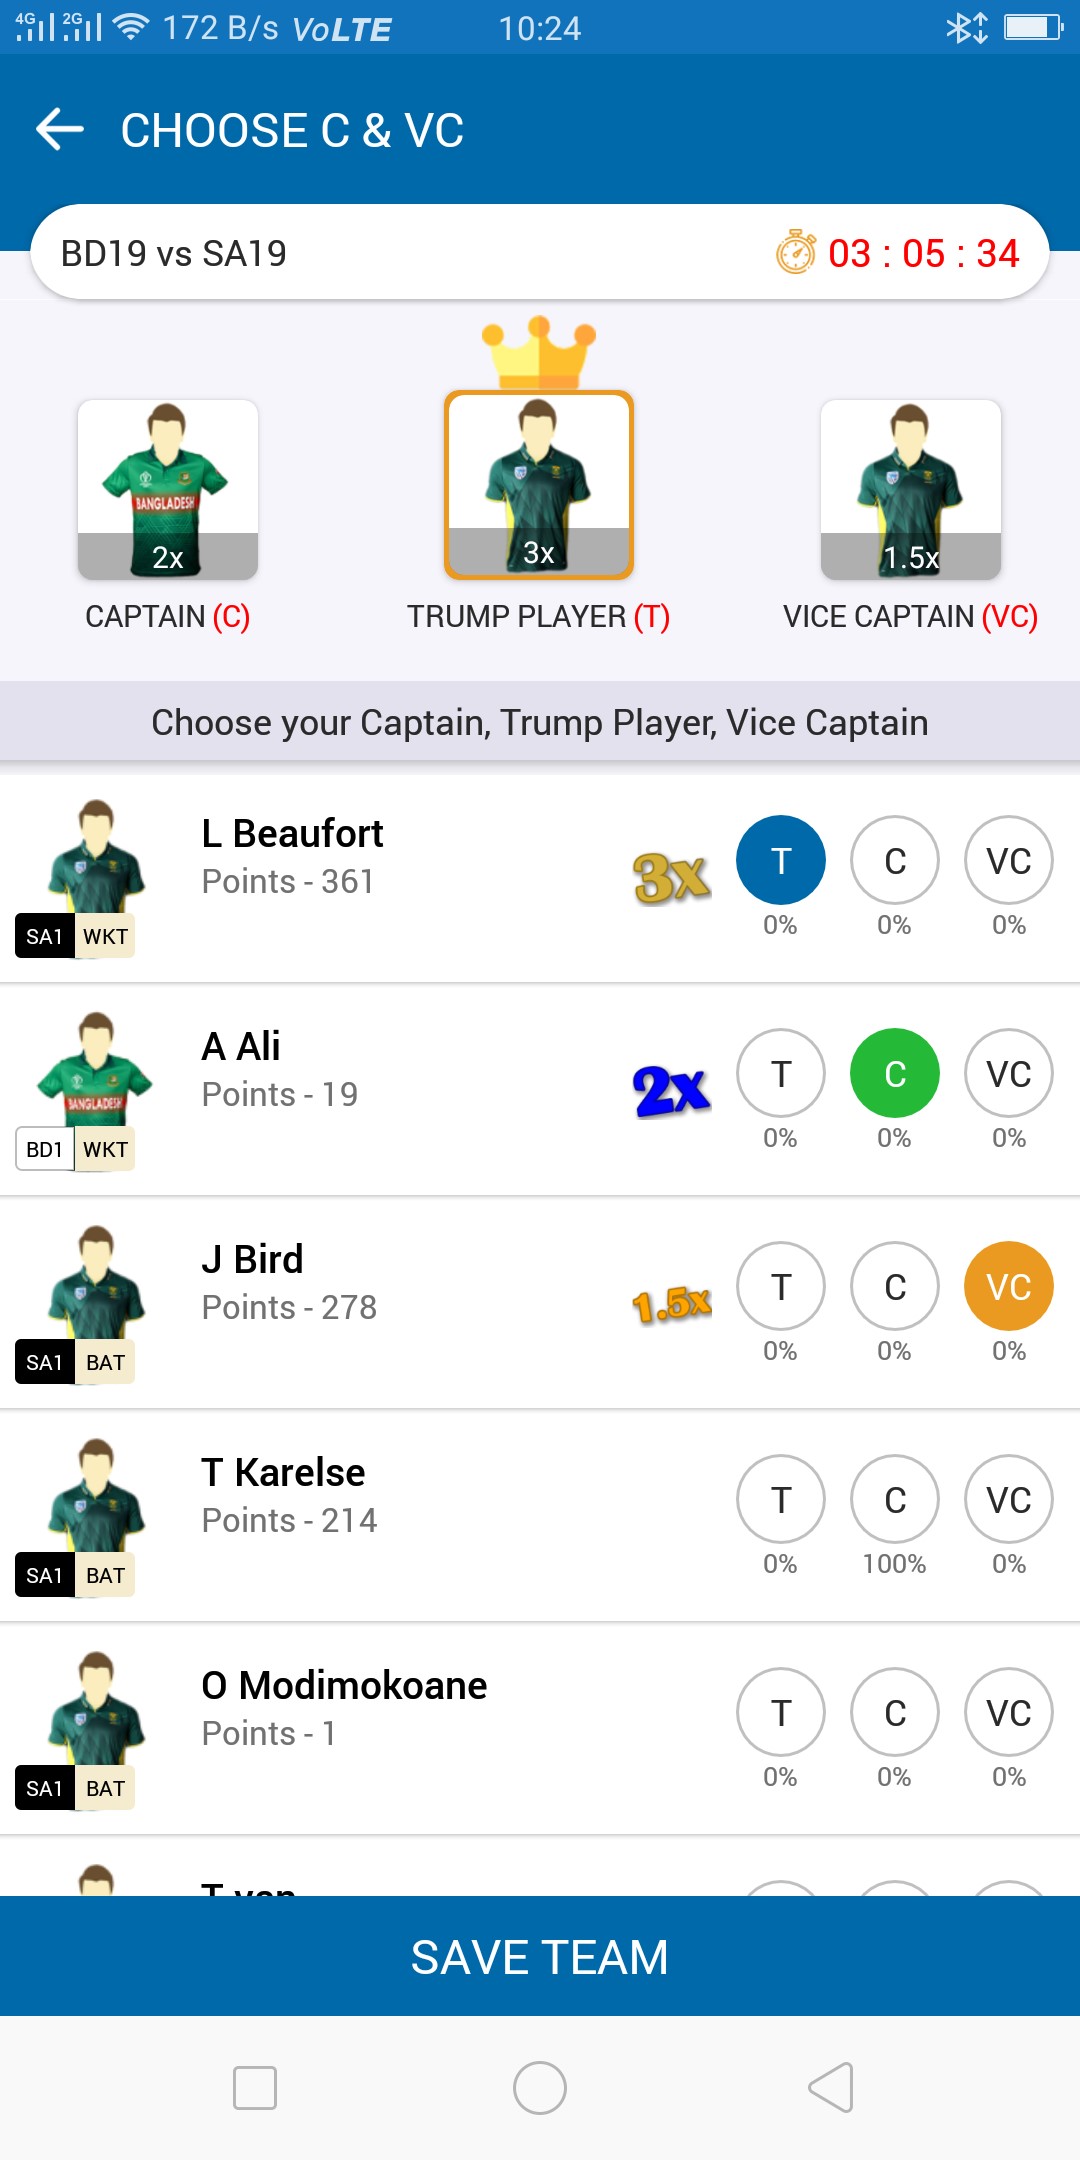 4G 2G 172 B/s VoLTE 10:24
CHOOSE C & VC
BD19 vs SA19 03 : 05 : 34
BANGLADESH
2x 3x 1.5x
CAPTAIN (C) TRUMP PLAYER (T) VICE CAPTAIN (VC)
Choose your Captain, Trump Player, Vice Captain
L Beaufort
Points - 361
3x T C VC
0% 0% 0%
SA1 WKT
A Ali
Points - 19
2x T C VC
BANGLADESH
0% 0% 0%
BD1 WKT
J Bird
Points - 278
1.5x T C VC
0% 0% 0%
SA1 BAT
T Karelse
Points - 214
T C VC
0% 100% 0%
SA1 BAT
O Modimokoane
Points - 1
T C VC
0% 0% 0%
SA1 BAT
T van
SAVE TEAM